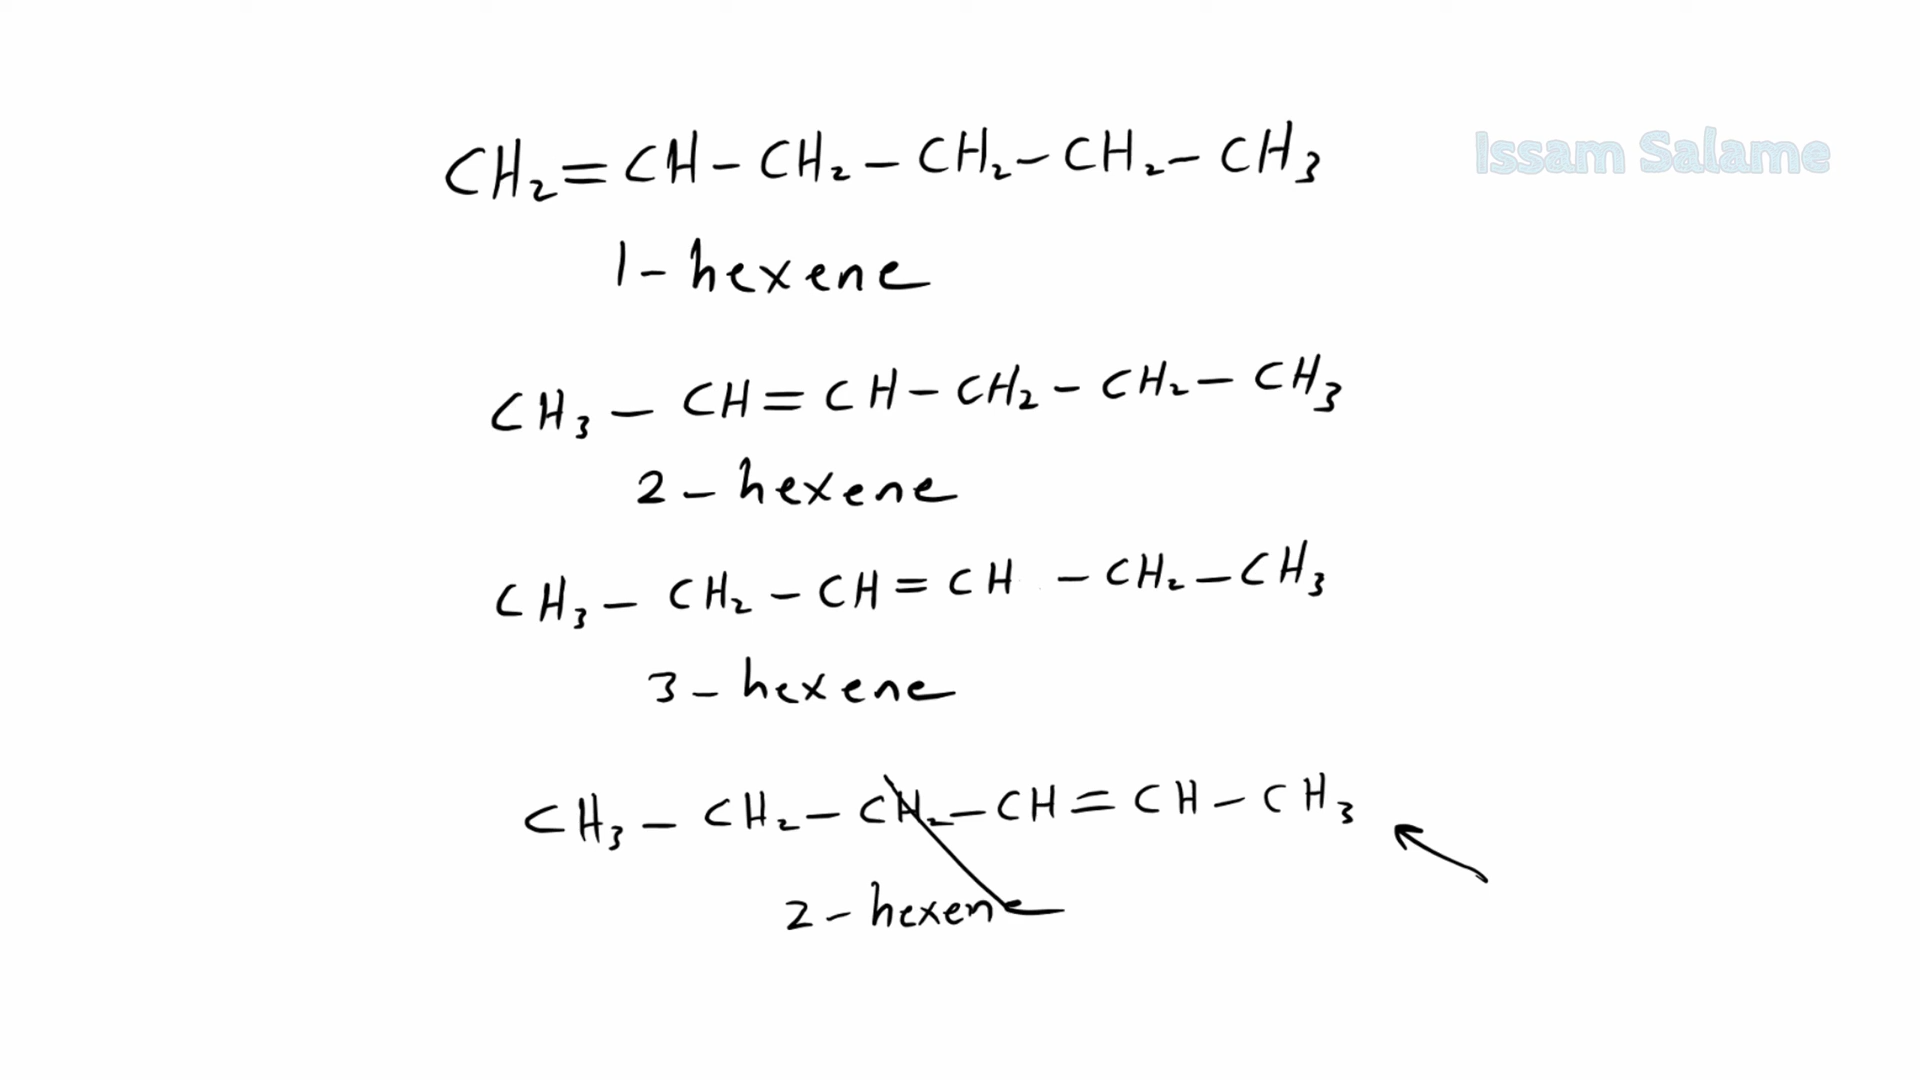 Issam Salame
CH₂=CH-CH₂-CH₂-CH₂-CH₃
1-hexene
CH₃-CH=CH-CH₂-CH₂-CH₃
2-hexene
CH₃-CH₂-CH=CH-CH₂-CH₃
3-hexene
CH₃-CH₂-CH₂-CH=CH-CH₃
2-hexene